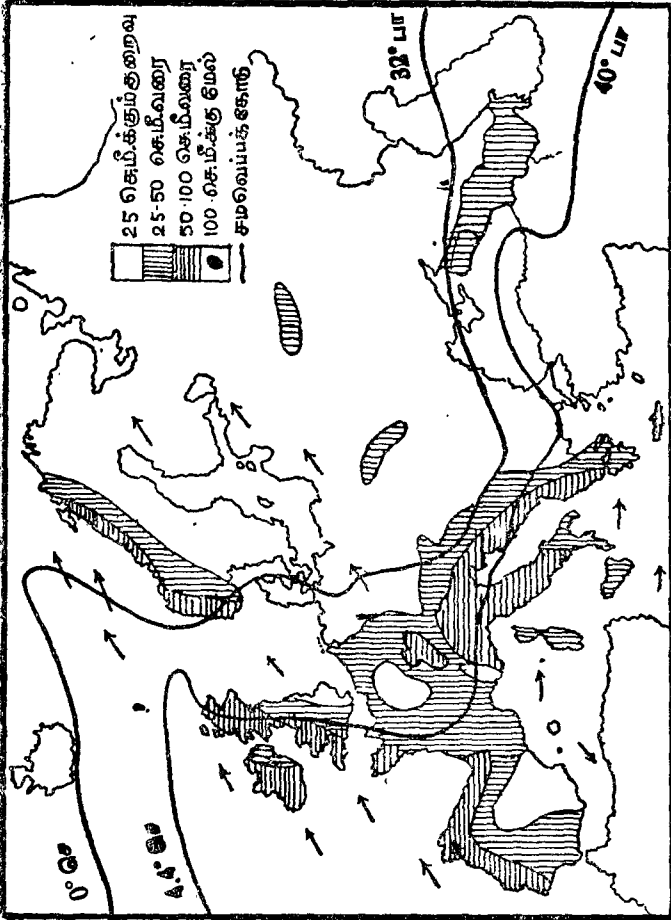 25 செ.மீ.க்கும்குறைவு
25-50 செ.மீ.வரை
50-100 செ.மீ.வரை
100 .செ.மீ.க்கு மேல்
சமவெப்பக்கோடு
32° பா
40° பா
0° செ
4.4° செ